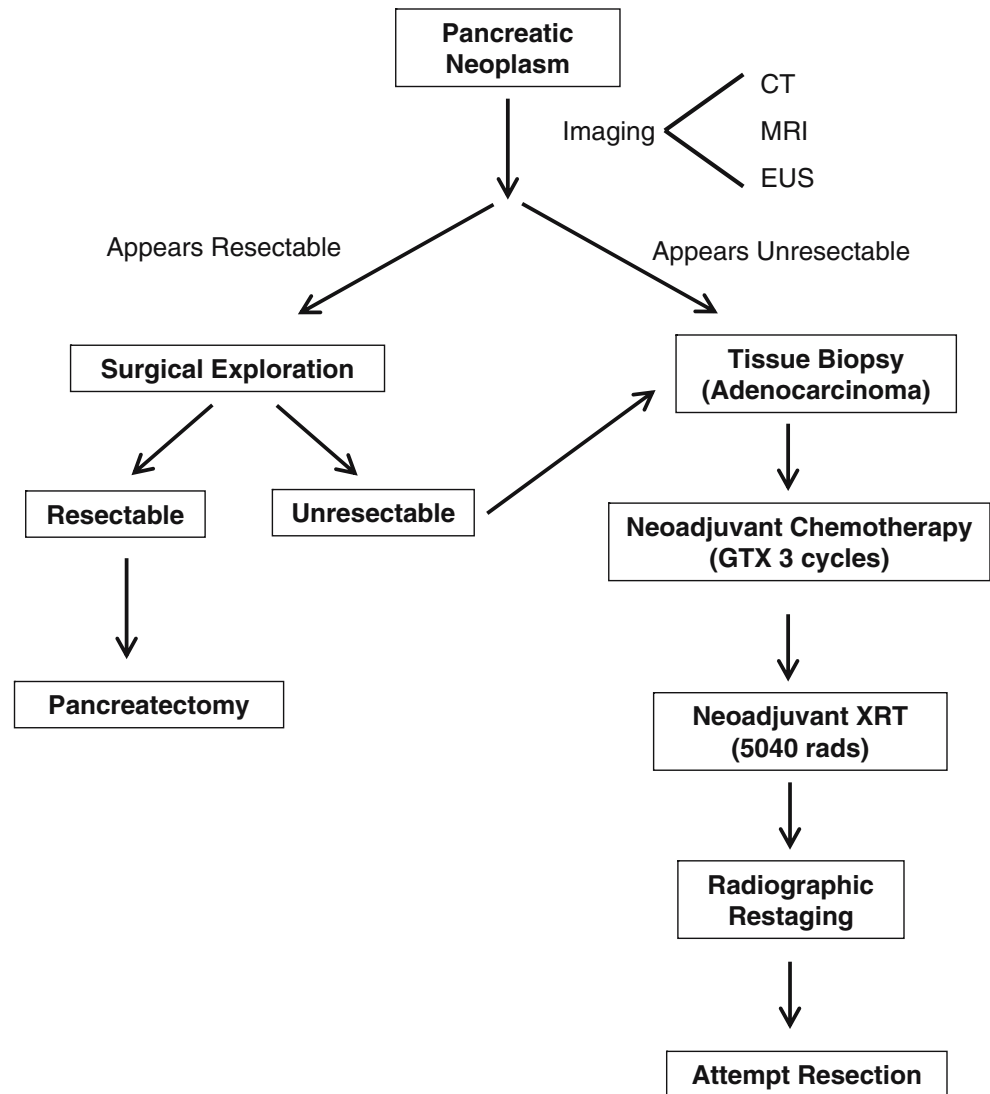 Pancreatic
Neoplasm
Imaging
CT
MRI
EUS
Appears Resectable
Appears Unresectable
Surgical Exploration
Tissue Biopsy
(Adenocarcinoma)
Resectable
Unresectable
Neoadjuvant Chemotherapy
(GTX 3 cycles)
Pancreatectomy
Neoadjuvant XRT
(5040 rads)
Radiographic
Restaging
Attempt Resection